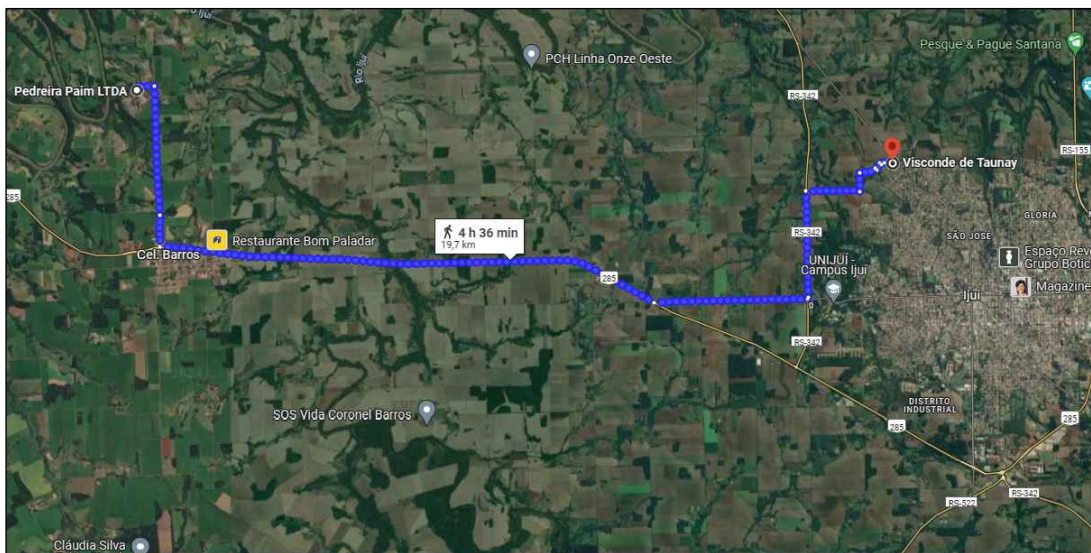 Rio Ijuí
PCH Linha Onze Oeste
Pesque & Pague Santana
Pedreira Paim LTDA
RS-342
RS-155
Visconde de Taunay
285
GLÓRIA
SÃO JOSÉ
RS-342
Restaurante Bom Paladar
4 h 36 min
19,7 km
Cel. Barros
UNIJUÍ -
Campus Ijuí
Espaço Rev
Grupo Botic
285
Magazine
Ijuí
RS-342
SOS Vida Coronel Barros
DISTRITO
INDUSTRIAL
285
285
RS-342
RS-522
Cláudia Silva